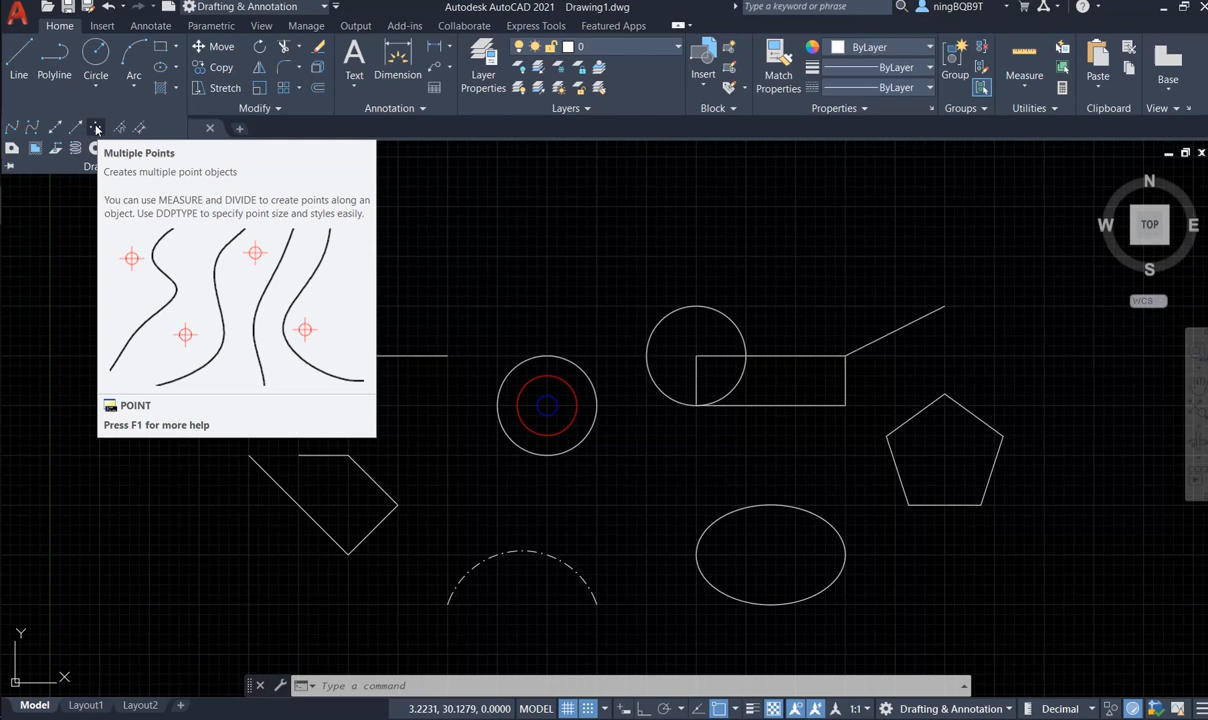 Drafting & Annotation
Autodesk AutoCAD 2021 Drawing1.dwg
Type a keyword or phrase
ningBQB9T
Home
Insert
Annotate
Parametric
View
Manage
Output
Add-ins
Collaborate
Express Tools
Featured Apps
Line
Polyline
Circle
Arc
Move
Copy
Stretch
Modify
Text
Dimension
Annotation
Layer
Properties
0
Layers
Insert
Block
Match
Properties
ByLayer
ByLayer
ByLayer
Properties
Group
Groups
Measure
Utilities
Paste
Clipboard
Base
View
Multiple Points
Creates multiple point objects
You can use MEASURE and DIVIDE to create points along an
object. Use DDPTYPE to specify point size and styles easily.
POINT
Press F1 for more help
N
W
TOP
E
S
WCS
Y
X
Type a command
Model
Layout1
Layout2
3.2231, 30.1279, 0.0000
MODEL
1:1
Drafting & Annotation
Decimal